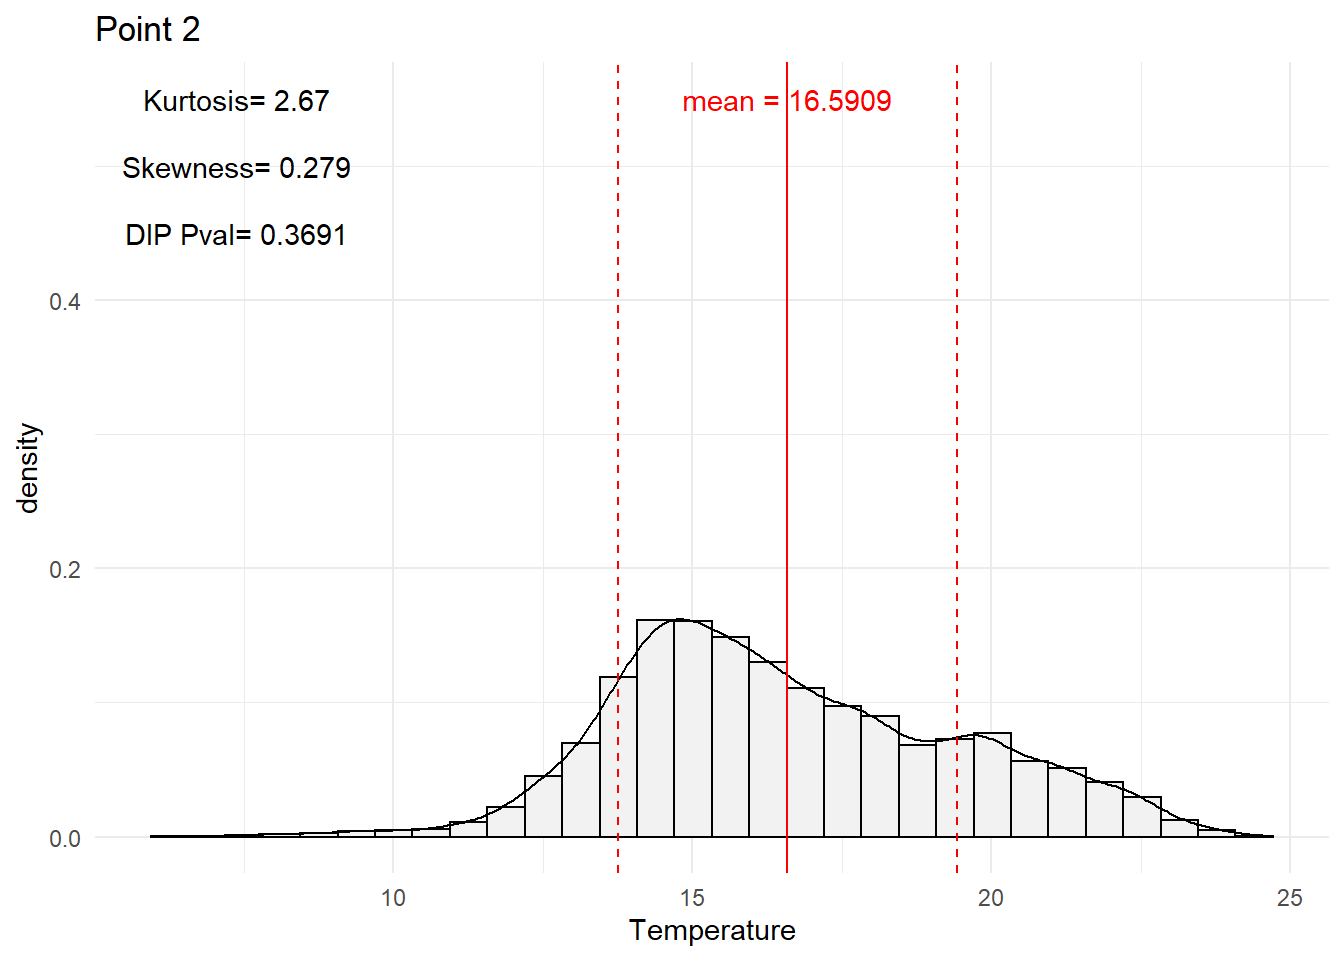 Point 2
Kurtosis= 2.67
mean = 16.5909
Skewness= 0.279
DIP Pval= 0.3691
0.4
density
0.2
0.0
10
15
20
25
Temperature